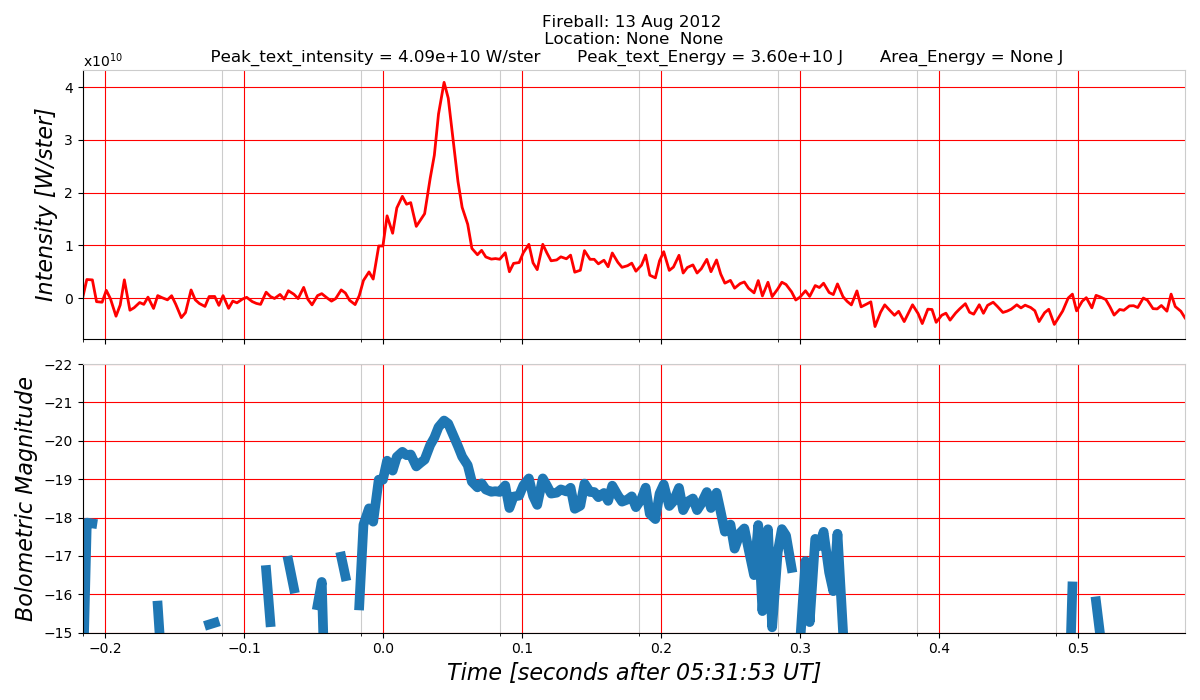 Fireball: 13 Aug 2012
Location: None  None
Peak_text_intensity = 4.09e+10 W/ster       Peak_text_Energy = 3.60e+10 J       Area_Energy = None J
x10¹⁰
4
3
2
1
0
Intensity [W/ster]
−22
−21
−20
−19
−18
−17
−16
−15
Bolometric Magnitude
−0.2 −0.1 0.0 0.1 0.2 0.3 0.4 0.5
Time [seconds after 05:31:53 UT]